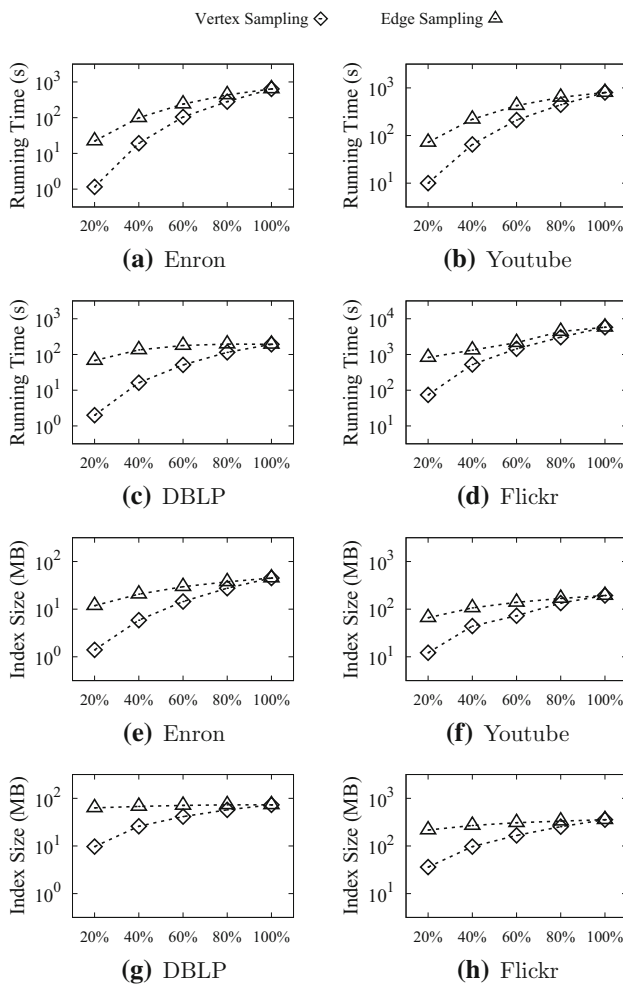 Vertex Sampling Edge Sampling
Running Time (s)
10^3
10^2
10^1
10^0
20% 40% 60% 80% 100%
(a) Enron
Running Time (s)
10^3
10^2
10^1
20% 40% 60% 80% 100%
(b) Youtube
Running Time (s)
10^3
10^2
10^1
10^0
20% 40% 60% 80% 100%
(c) DBLP
Running Time (s)
10^4
10^3
10^2
10^1
20% 40% 60% 80% 100%
(d) Flickr
Index Size (MB)
10^2
10^1
10^0
20% 40% 60% 80% 100%
(e) Enron
Index Size (MB)
10^3
10^2
10^1
20% 40% 60% 80% 100%
(f) Youtube
Index Size (MB)
10^2
10^1
10^0
20% 40% 60% 80% 100%
(g) DBLP
Index Size (MB)
10^3
10^2
10^1
20% 40% 60% 80% 100%
(h) Flickr